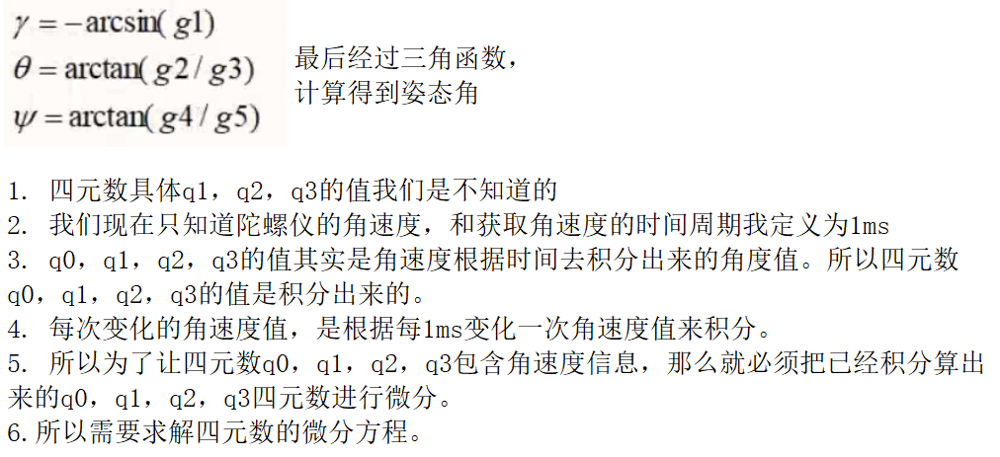 γ = −arcsin( g1)
θ = arctan( g2 / g3)
ψ = arctan( g4 / g5)
最后经过三角函数，
计算得到姿态角
1. 四元数具体q1，q2，q3的值我们是不知道的
2. 我们现在只知道陀螺仪的角速度，和获取角速度的时间周期我定义为1ms
3. q0，q1，q2，q3的值其实是角速度根据时间去积分出来的角度值。所以四元数
q0，q1，q2，q3的值是积分出来的。
4. 每次变化的角速度值，是根据每1ms变化一次角速度值来积分。
5. 所以为了让四元数q0，q1，q2，q3包含角速度信息，那么就必须把已经积分算出
来的q0，q1，q2，q3四元数进行微分。
6.所以需要求解四元数的微分方程。